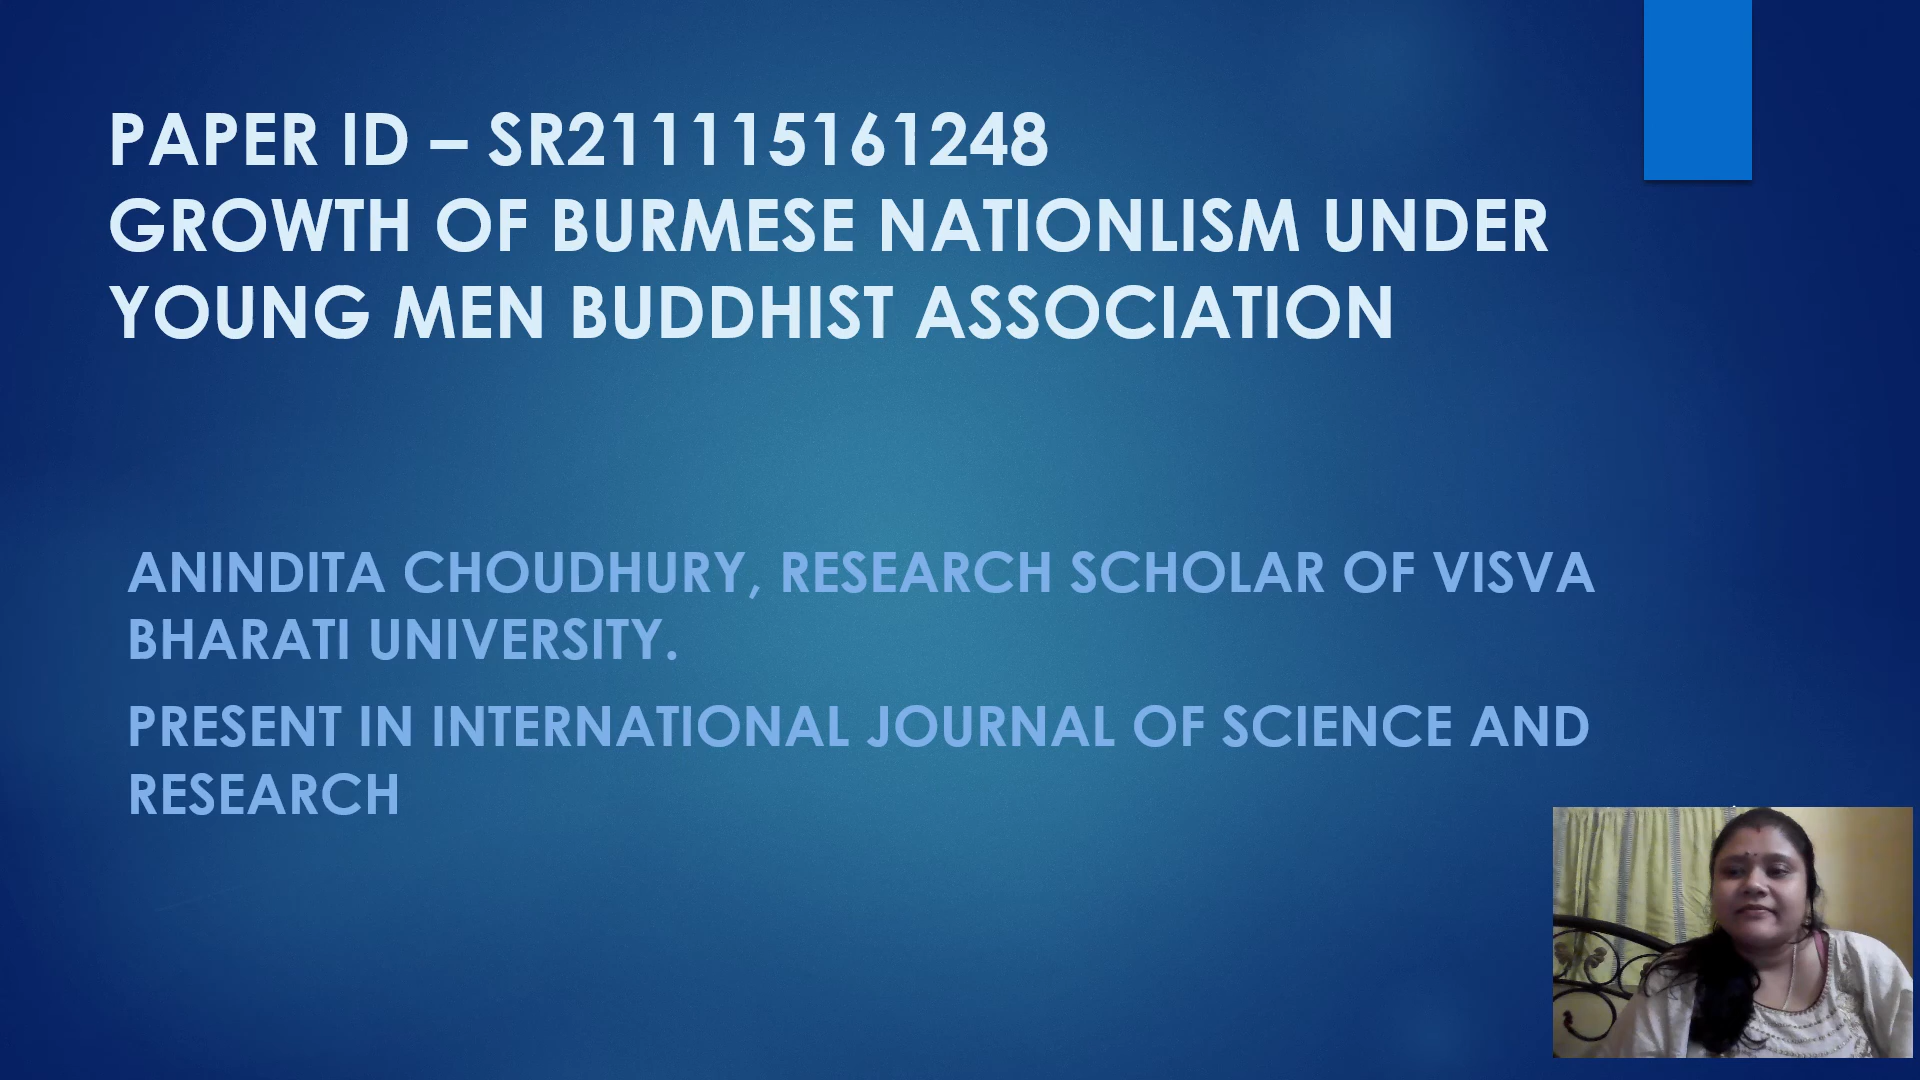 PAPER ID – SR211115161248
GROWTH OF BURMESE NATIONLISM UNDER
YOUNG MEN BUDDHIST ASSOCIATION
ANINDITA CHOUDHURY, RESEARCH SCHOLAR OF VISVA
BHARATI UNIVERSITY.
PRESENT IN INTERNATIONAL JOURNAL OF SCIENCE AND
RESEARCH